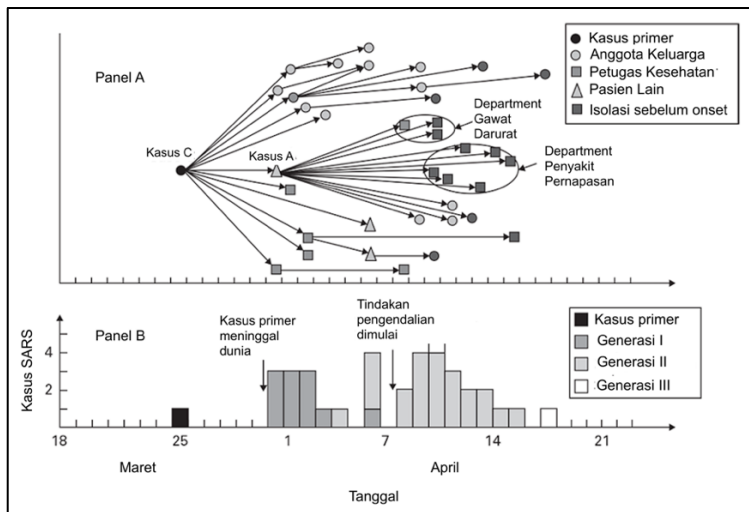 Panel A
Kasus primer
Anggota Keluarga
Petugas Kesehatan
Pasien Lain
Isolasi sebelum onset
Department
Gawat
Darurat
Kasus C
Kasus A
Department
Penyakit
Pernapasan
Panel B
Kasus primer
meninggal
dunia
Tindakan
pengendalian
dimulai
Kasus primer
Generasi I
Generasi II
Generasi III
Kasus SARS
4
2
18
25
1
7
14
21
Maret
April
Tanggal